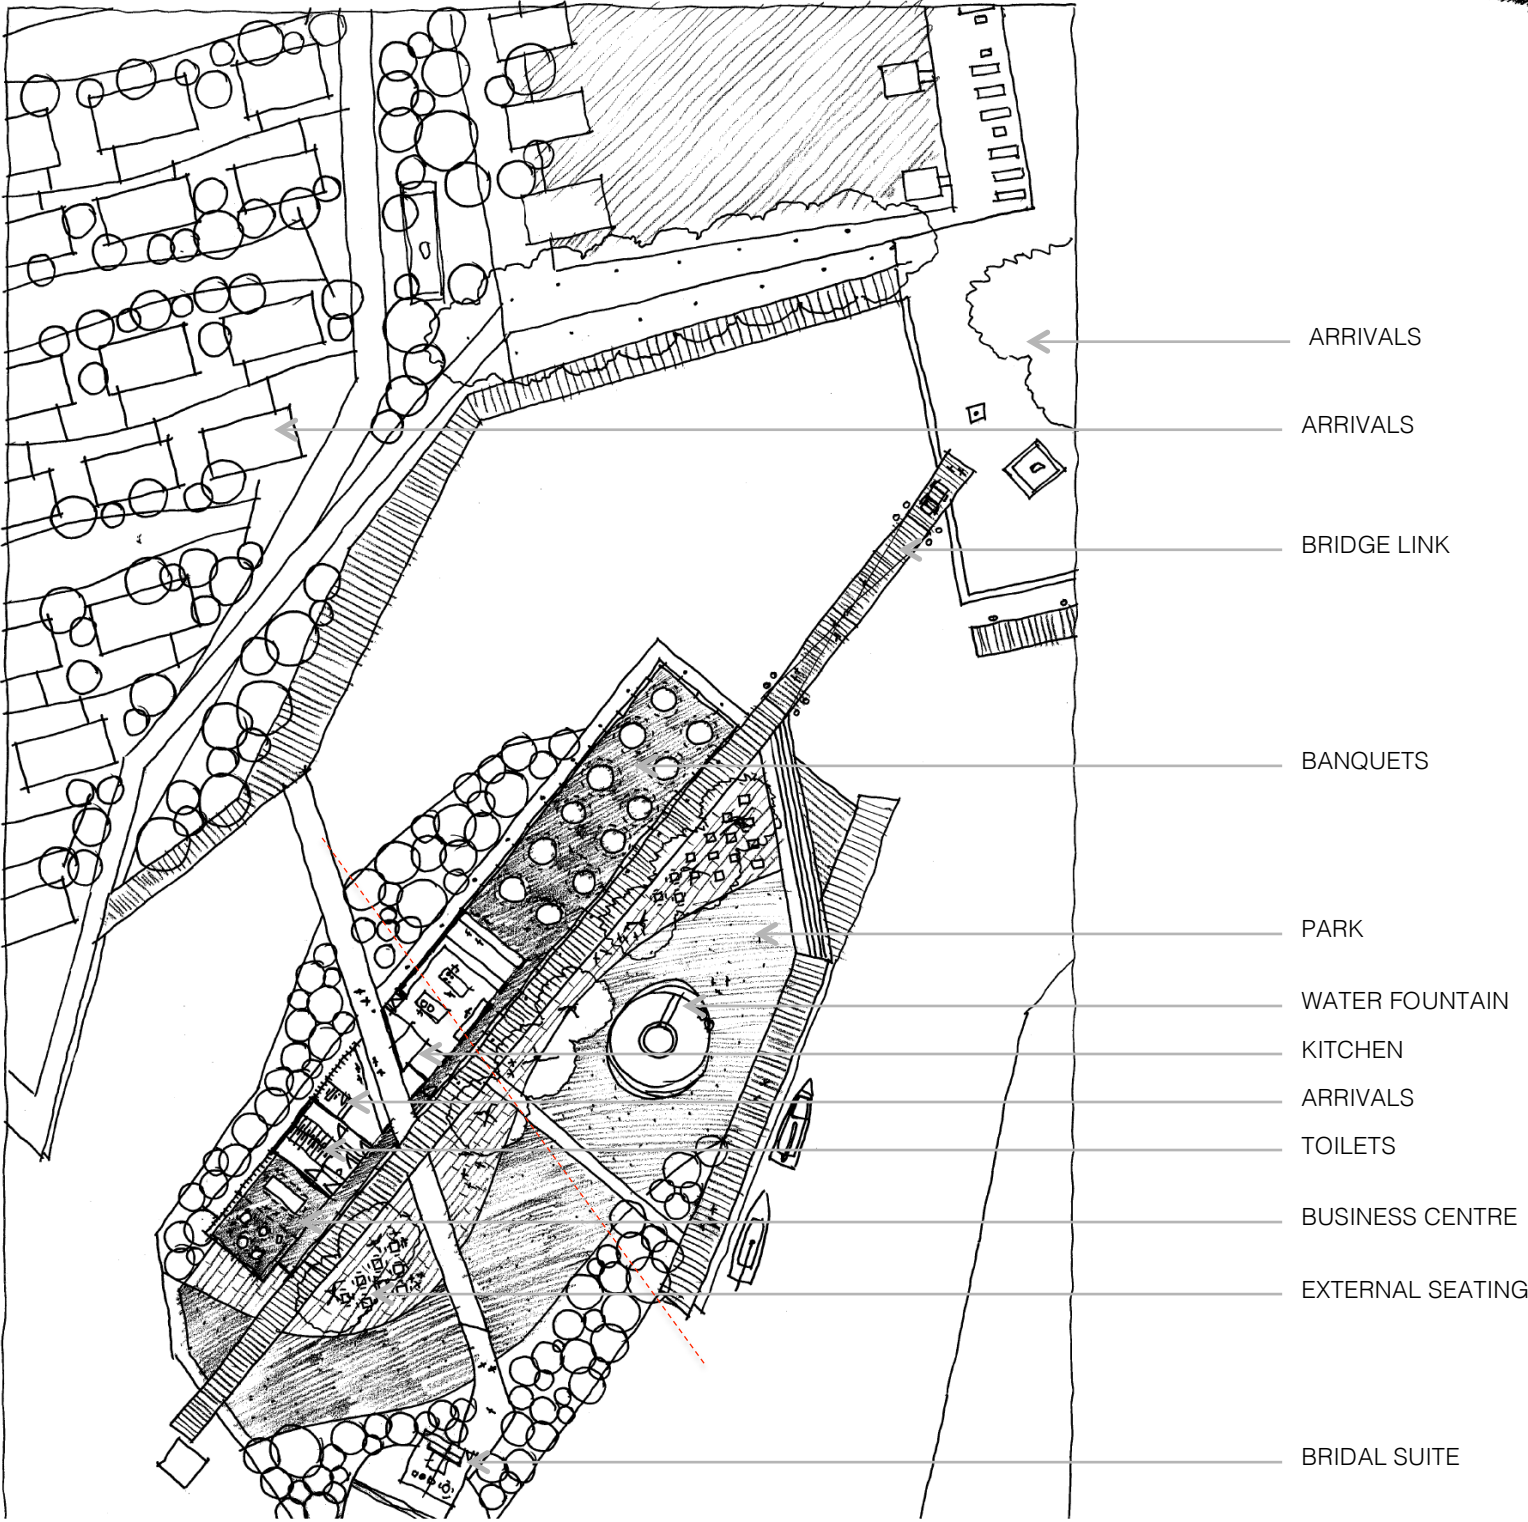 ARRIVALS
ARRIVALS
BRIDGE LINK
BANQUETS
PARK
WATER FOUNTAIN
KITCHEN
ARRIVALS
TOILETS
BUSINESS CENTRE
EXTERNAL SEATING
BRIDAL SUITE